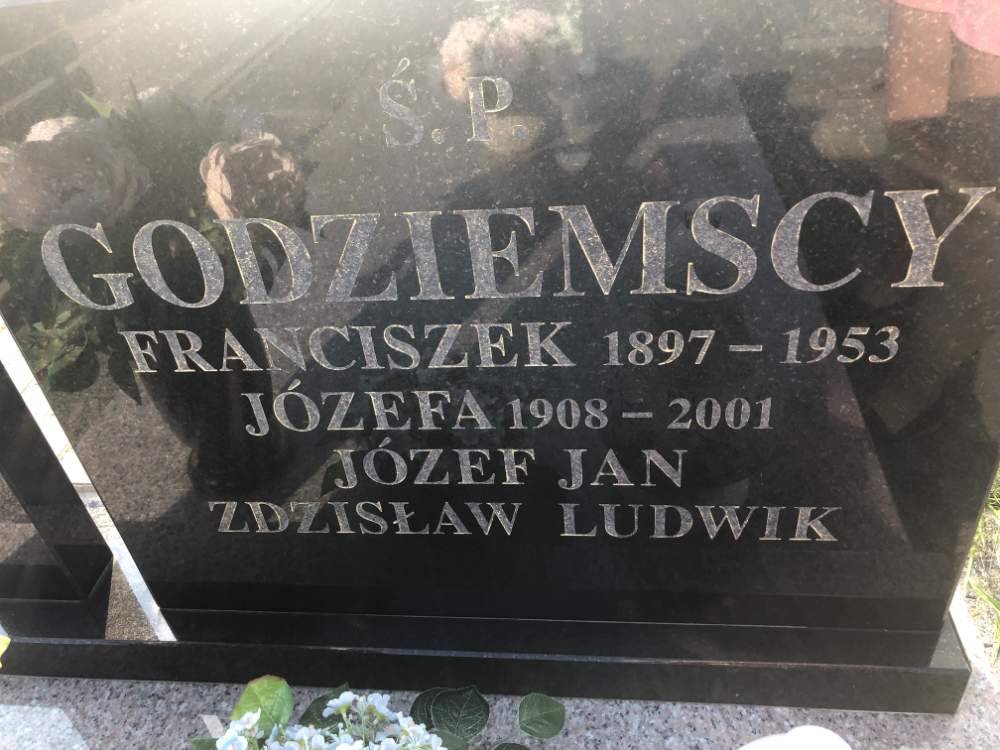 Ś. P.
GODZIEMSCY
FRANCISZEK 1897 – 1953
JÓZEFA 1908 – 2001
JÓZEF JAN
ZDZISŁAW LUDWIK